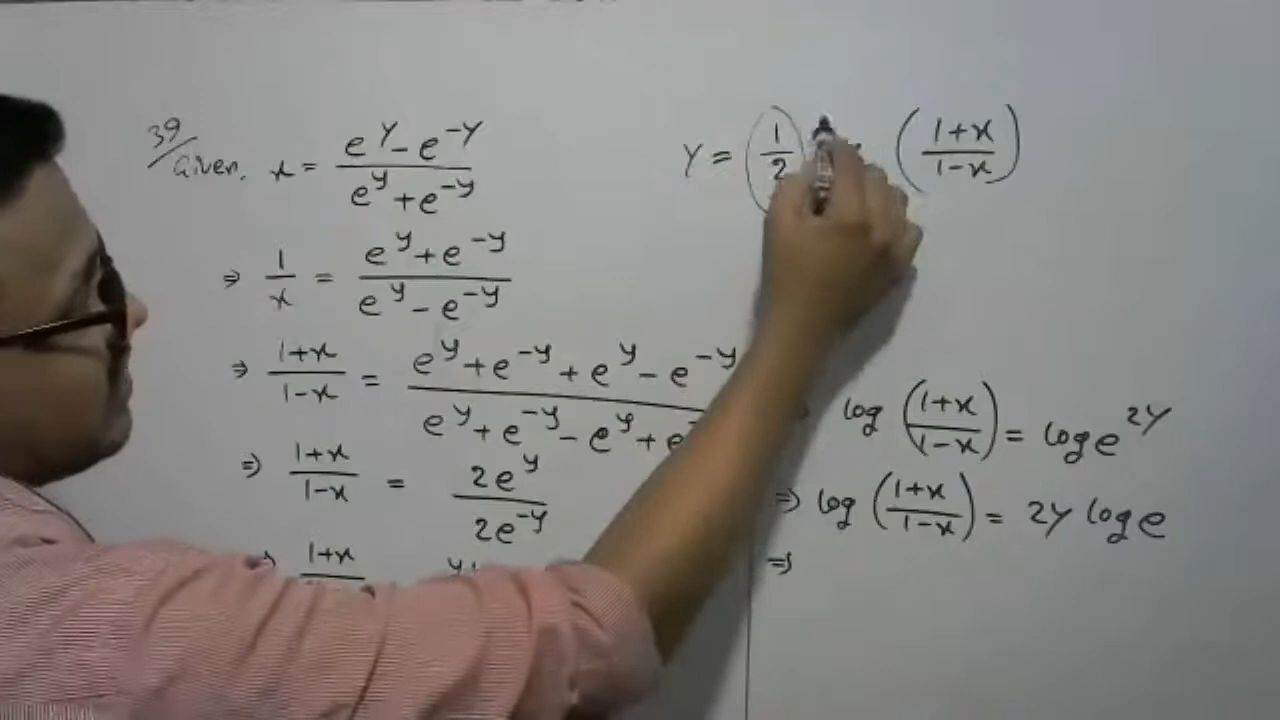 39/ Given, x = (e^y - e^-y)/(e^y + e^-y)
⇒ 1/x = (e^y + e^-y)/(e^y - e^-y)
⇒ (1+x)/(1-x) = (e^y + e^-y + e^y - e^-y)/(e^y + e^-y - e^y + e
⇒ (1+x)/(1-x) = 2e^y/2e^-y
⇒ 1+x
y = (1/2) ((1+x)/(1-x))
log ((1+x)/(1-x)) = log e^2y
⇒ log ((1+x)/(1-x)) = 2y log e
⇒